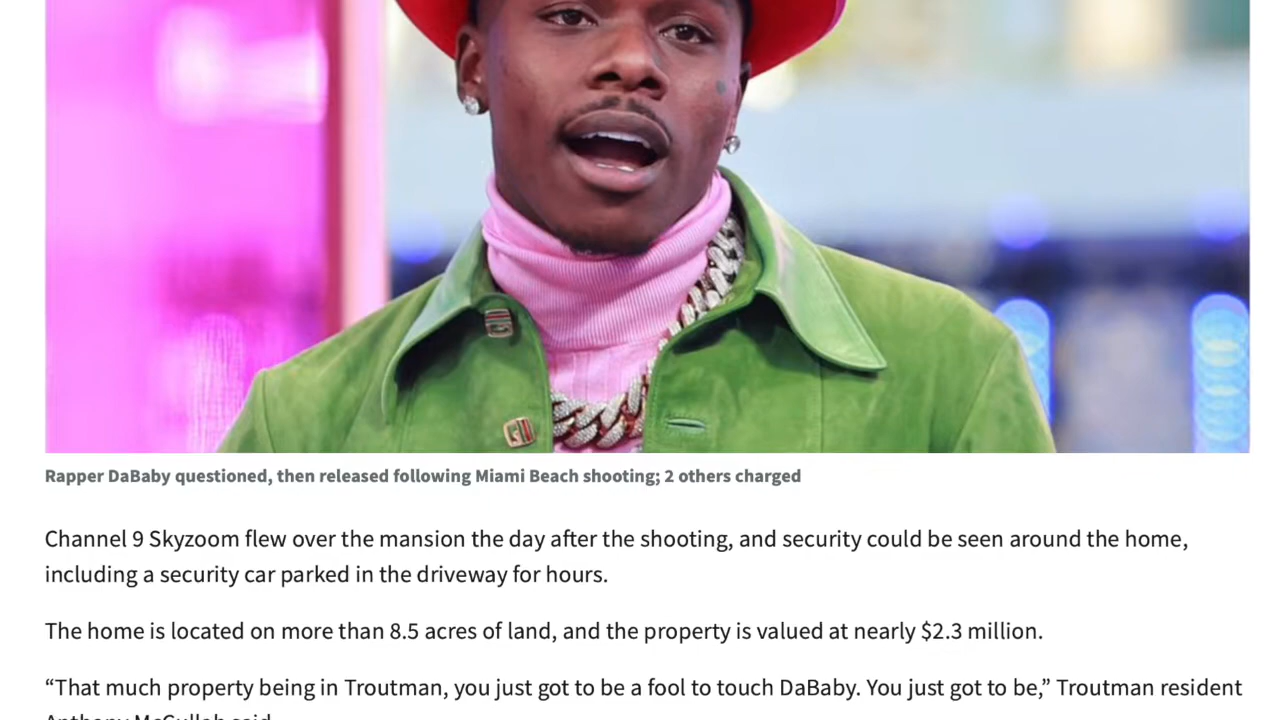 Rapper DaBaby questioned, then released following Miami Beach shooting; 2 others charged
Channel 9 Skyzoom flew over the mansion the day after the shooting, and security could be seen around the home,
including a security car parked in the driveway for hours.
The home is located on more than 8.5 acres of land, and the property is valued at nearly $2.3 million.
“That much property being in Troutman, you just got to be a fool to touch DaBaby. You just got to be,” Troutman resident
Anthony McCullah said